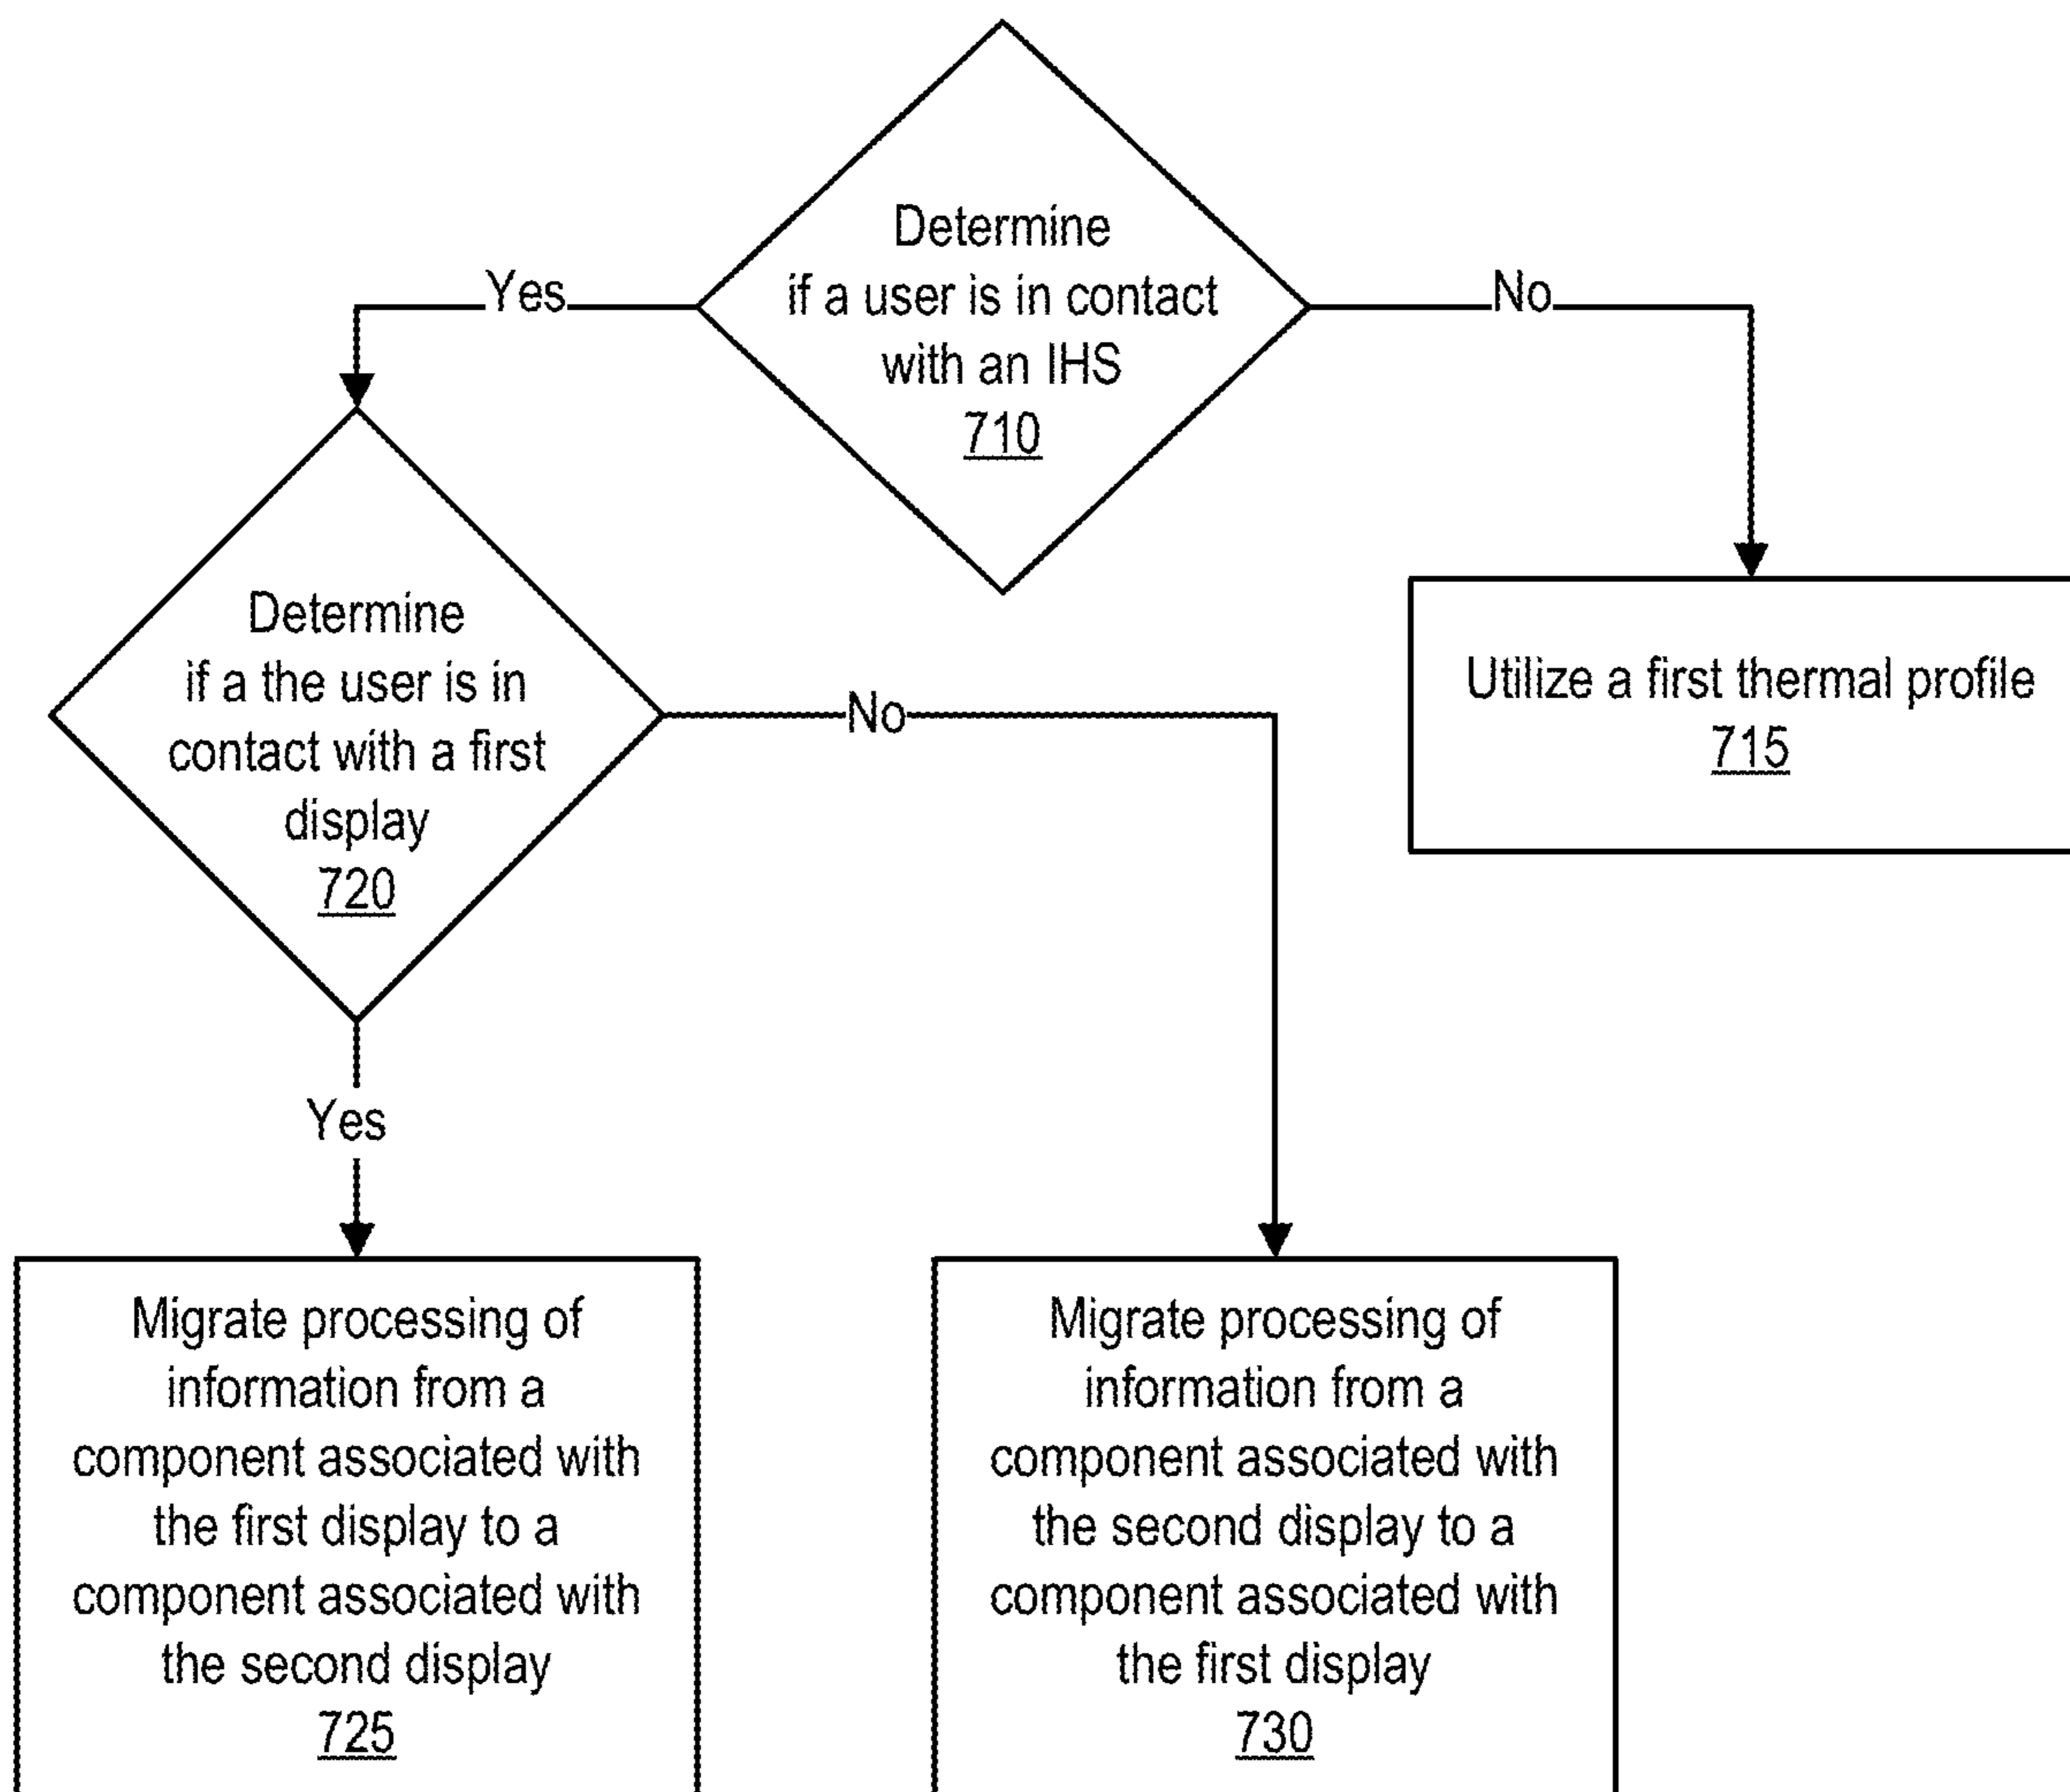 Determine
if a user is in contact
with an IHS
710
Yes
No
Determine
if a the user is in
contact with a first
display
720
No
Utilize a first thermal profile
715
Yes
Migrate processing of
information from a
component associated with
the first display to a
component associated with
the second display
725
Migrate processing of
information from a
component associated with
the second display to a
component associated with
the first display
730